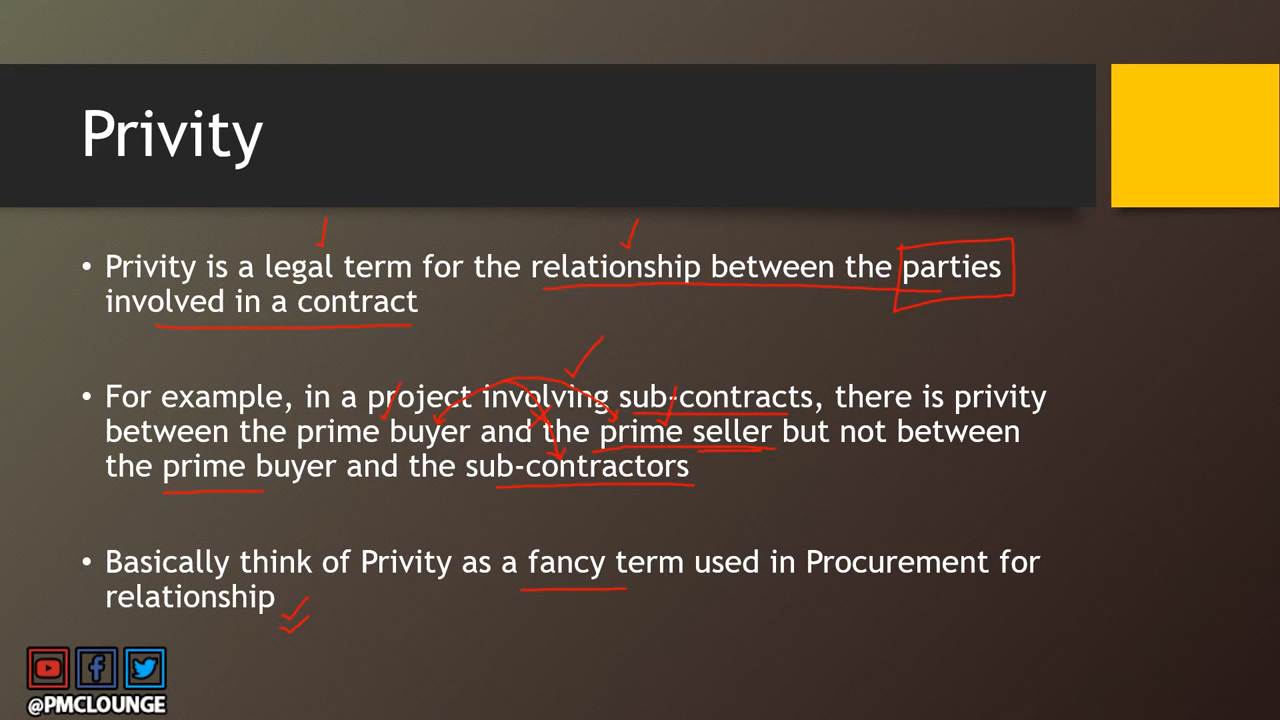 Privity
• Privity is a legal term for the relationship between the parties
involved in a contract
• For example, in a project involving sub-contracts, there is privity
between the prime buyer and the prime seller but not between
the prime buyer and the sub-contractors
• Basically think of Privity as a fancy term used in Procurement for
relationship
@PMCLOUNGE